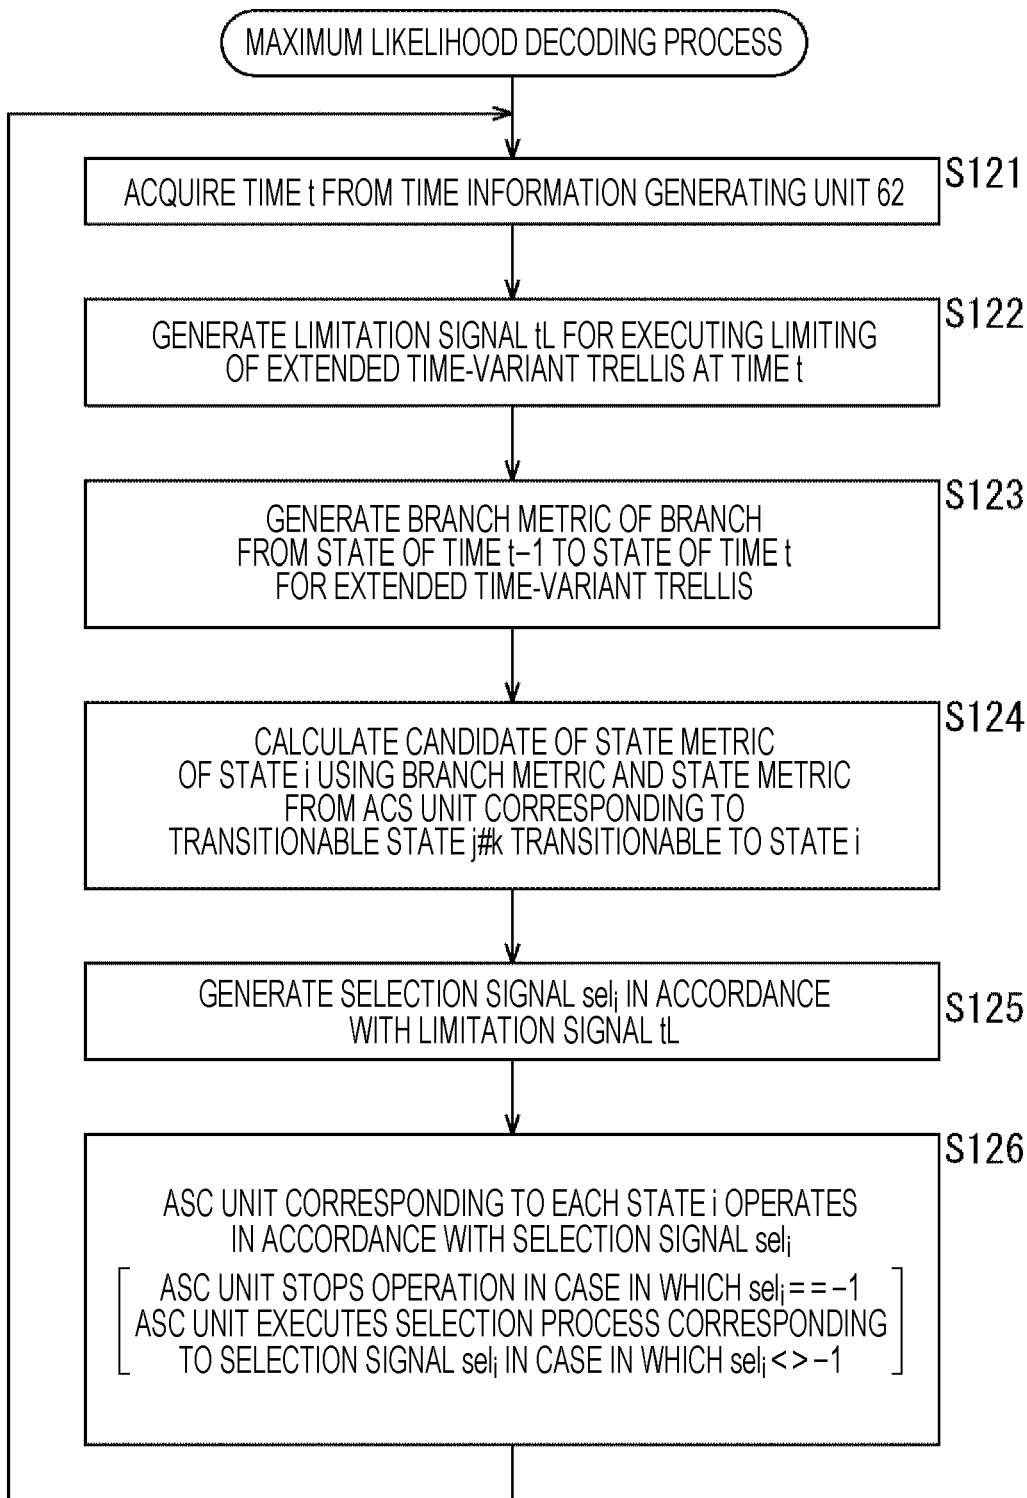 MAXIMUM LIKELIHOOD DECODING PROCESS
S121
ACQUIRE TIME t FROM TIME INFORMATION GENERATING UNIT 62
S122
GENERATE LIMITATION SIGNAL tL FOR EXECUTING LIMITING
OF EXTENDED TIME-VARIANT TRELLIS AT TIME t
S123
GENERATE BRANCH METRIC OF BRANCH
FROM STATE OF TIME t−1 TO STATE OF TIME t
FOR EXTENDED TIME-VARIANT TRELLIS
S124
CALCULATE CANDIDATE OF STATE METRIC
OF STATE i USING BRANCH METRIC AND STATE METRIC
FROM ACS UNIT CORRESPONDING TO
TRANSITIONABLE STATE j#k TRANSITIONABLE TO STATE i
S125
GENERATE SELECTION SIGNAL selᵢ IN ACCORDANCE
WITH LIMITATION SIGNAL tL
S126
ASC UNIT CORRESPONDING TO EACH STATE i OPERATES
IN ACCORDANCE WITH SELECTION SIGNAL selᵢ
ASC UNIT STOPS OPERATION IN CASE IN WHICH selᵢ==−1
ASC UNIT EXECUTES SELECTION PROCESS CORRESPONDING
TO SELECTION SIGNAL selᵢ IN CASE IN WHICH selᵢ<>−1